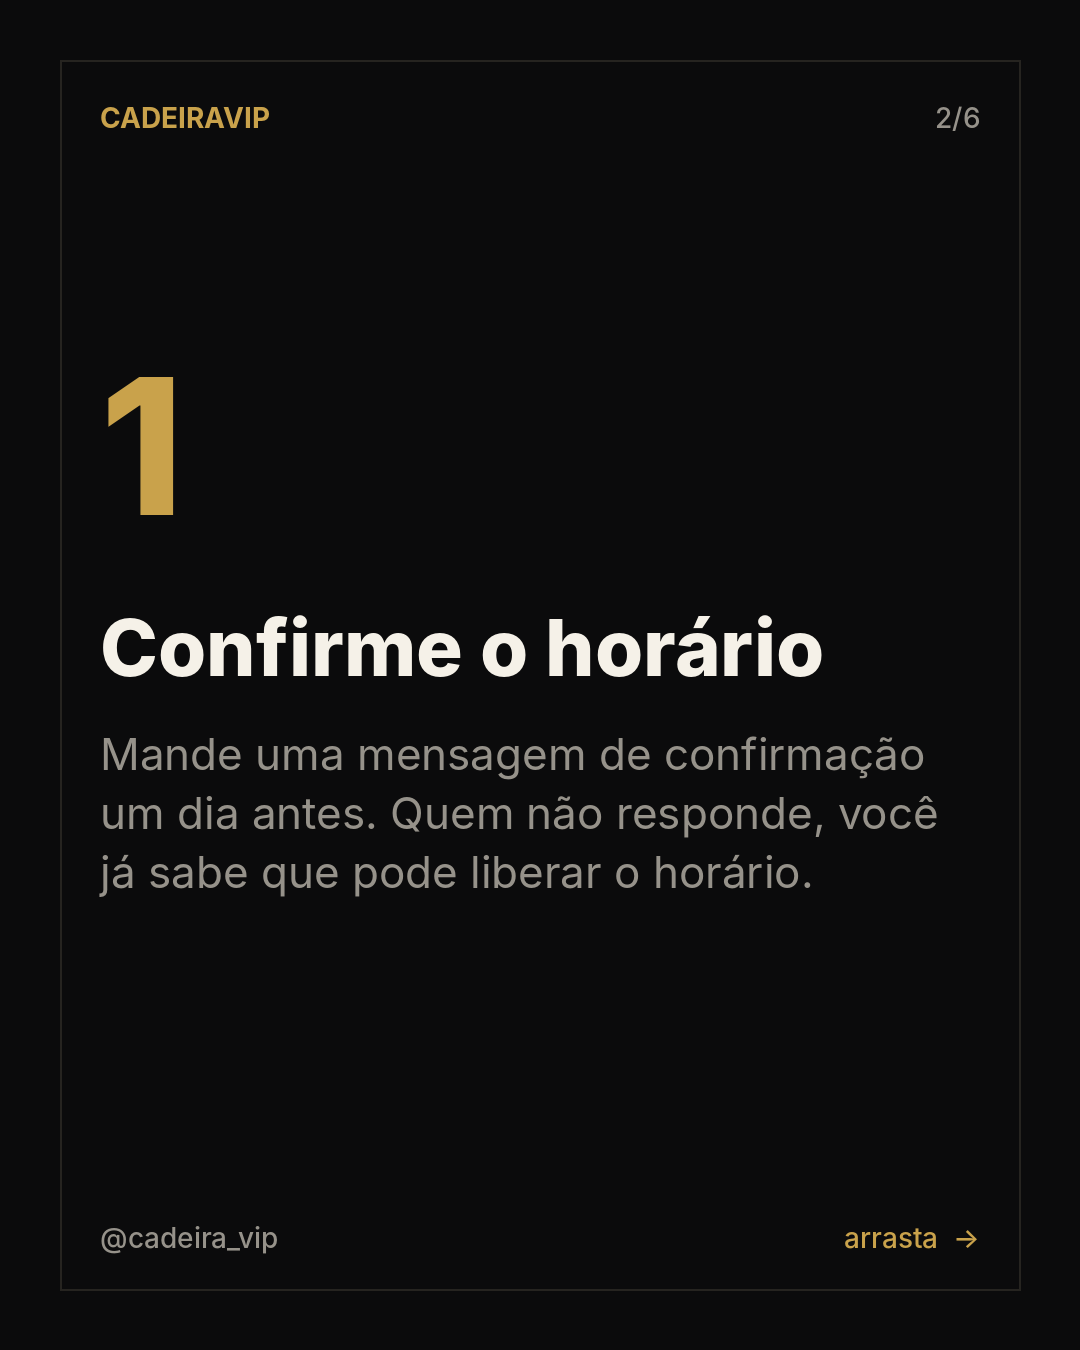 CADEIRAVIP
2/6
1
Confirme o horário
Mande uma mensagem de confirmação
um dia antes. Quem não responde, você
já sabe que pode liberar o horário.
@cadeira_vip
arrasta →